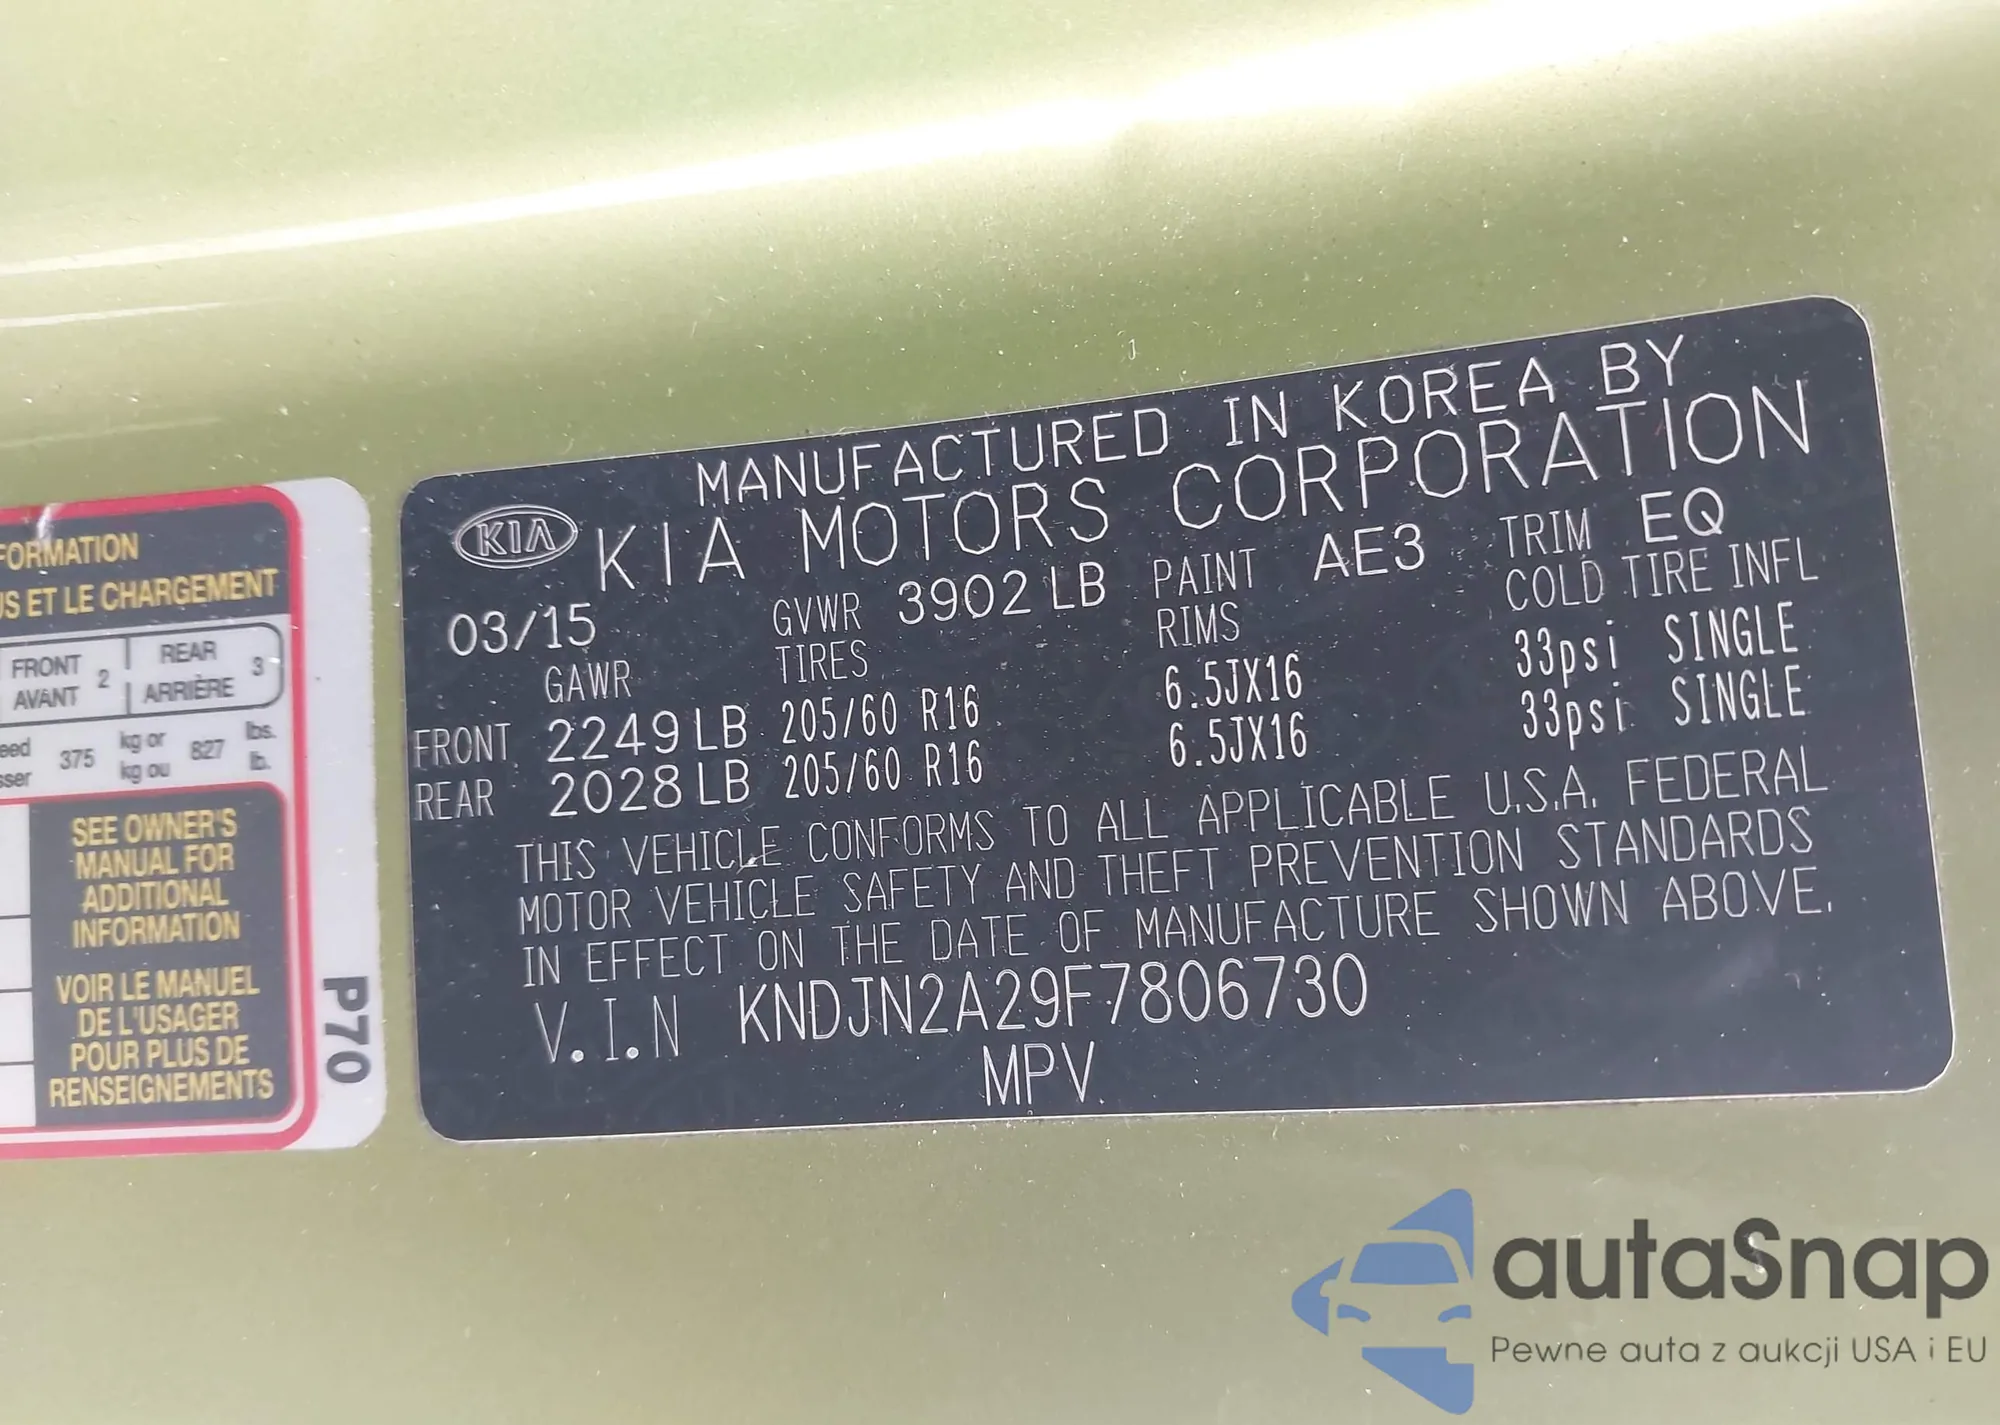 FORMATION
US ET LE CHARGEMENT
FRONT 2 REAR 3
AVANT ARRIÈRE
375 kg or 827 lbs.
kg ou lb.
SEE OWNER'S
MANUAL FOR
ADDITIONAL
INFORMATION
VOIR LE MANUEL
DE L'USAGER
POUR PLUS DE
RENSEIGNEMENTS
P70
MANUFACTURED IN KOREA BY
KIA KIA MOTORS CORPORATION
03/15 GVWR 3902 LB PAINT AE3 TRIM EQ
GAWR TIRES RIMS COLD TIRE INFL
FRONT 2249 LB 205/60 R16 6.5JX16 33psi SINGLE
REAR 2028 LB 205/60 R16 6.5JX16 33psi SINGLE
THIS VEHICLE CONFORMS TO ALL APPLICABLE U.S.A. FEDERAL
MOTOR VEHICLE SAFETY AND THEFT PREVENTION STANDARDS
IN EFFECT ON THE DATE OF MANUFACTURE SHOWN ABOVE.
V.I.N KNDJN2A29F7806730
MPV
autaSnap
Pewne auta z aukcji USA i EU